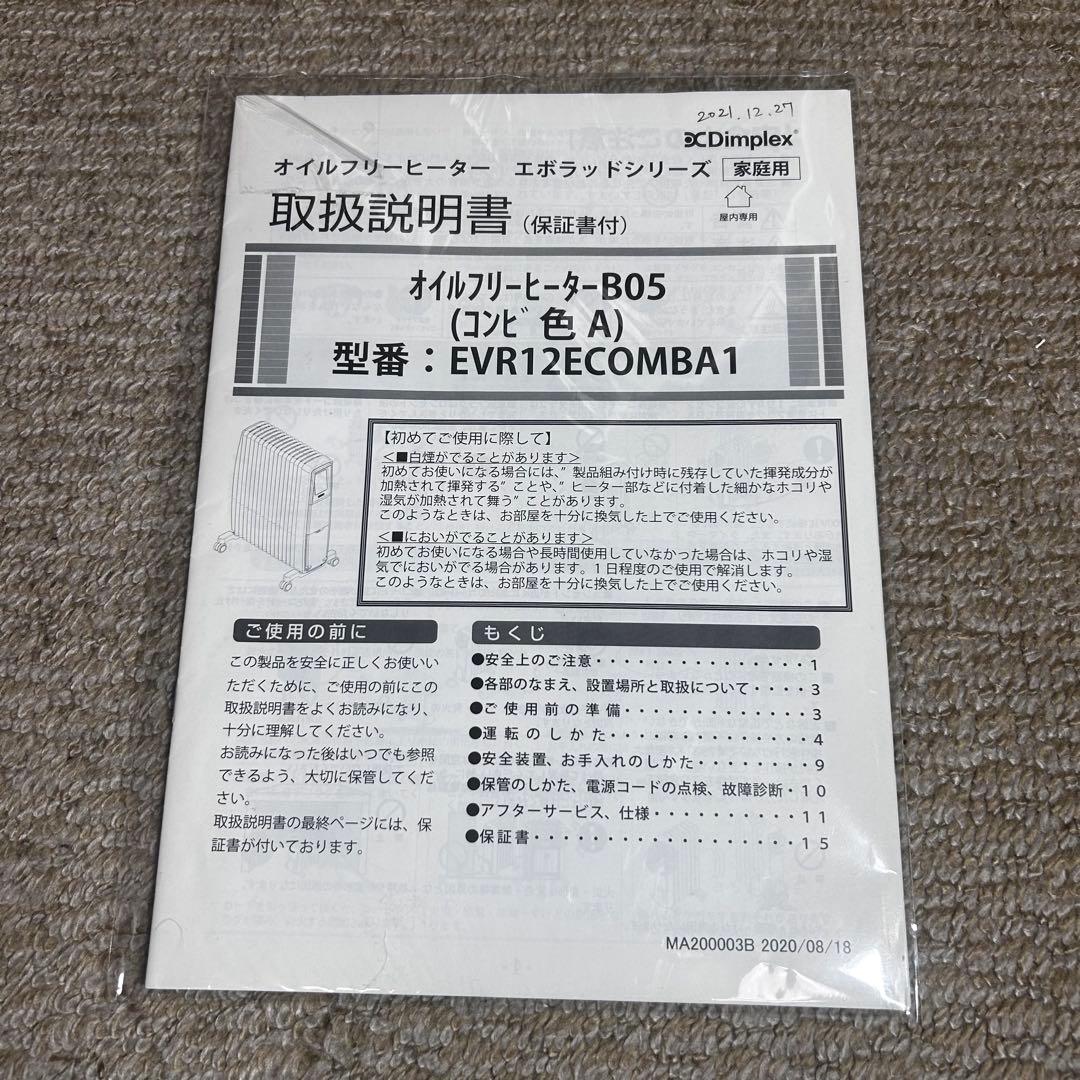 2021.12.27
Dimplex®
オイルフリーヒーター エボラッドシリーズ 家庭用
取扱説明書(保証書付)
屋内専用
ｵｲﾙﾌﾘｰﾋｰﾀｰB05
(ｺﾝﾋﾞ色A)
型番：EVR12ECOMBA1
【初めてご使用に際して】
＜■白煙がでることがあります＞
初めてお使いになる場合には、”製品組み付け時に残存していた揮発成分が
加熱されて揮発する”ことや、”ヒーター部などに付着した細かなホコリや
湿気が加熱されて舞う”ことがあります。
このようなときは、お部屋を十分に換気した上でご使用ください。
＜■においがでることがあります＞
初めてお使いになる場合や長時間使用していなかった場合は、ホコリや湿
気でにおいがでる場合があります。1日程度のご使用で解消します。
このようなときは、お部屋を十分に換気した上でご使用ください。
ご使用の前に
この製品を安全に正しくお使いい
ただくために、ご使用の前にこの
取扱説明書をよくお読みになり、
十分に理解してください。
お読みになった後はいつでも参照
できるよう、大切に保管してくだ
さい。
取扱説明書の最終ページには、保
証書が付いております。
もくじ
●安全上のご注意・・・・・・・・・・・・・・・1
●各部のなまえ、設置場所と取扱について・・・・3
●ご使用前の準備・・・・・・・・・・・・・3
●運転のしかた・・・・・・・・・・・・・・4
●安全装置、お手入れのしかた・・・・・・・・9
●保管のしかた、電源コードの点検、故障診断・10
●アフターサービス、仕様・・・・・・・・・・11
●保証書・・・・・・・・・・・・・・・・・・15
MA200003B 2020/08/18